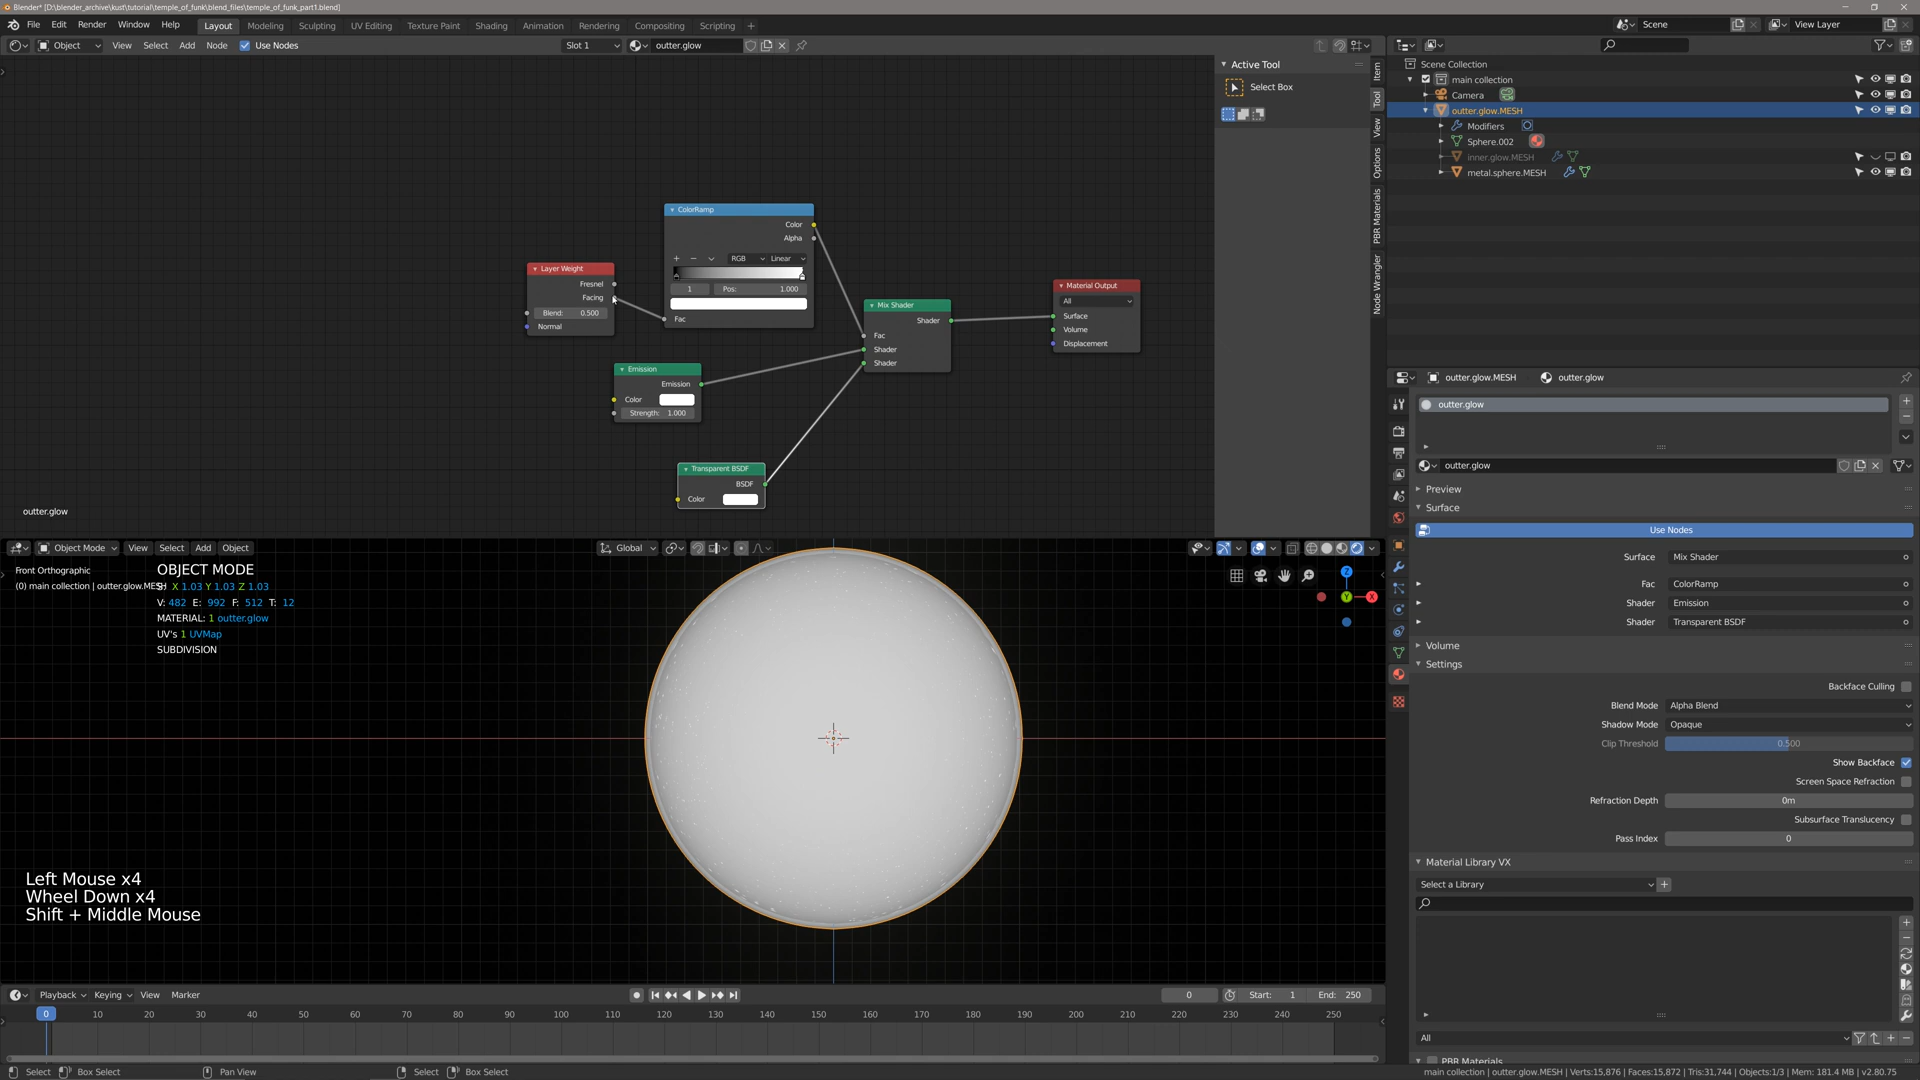 Blender* [D:\blender_archive\kust\tutorial\temple_of_funk\blend_files\temple_of_funk_part1.blend]
File Edit Render Window Help Layout Modeling Sculpting UV Editing Texture Paint Shading Animation Rendering Compositing Scripting + Scene View Layer
Object View Select Add Node Use Nodes Slot 1 outter.glow
Active Tool
Select Box
Item
Tool
View
Options
PBR Materials
Node Wrangler
ColorRamp
Color
Alpha
RGB Linear
1 Pos: 1.000
Fac
Layer Weight
Fresnel
Facing
Blend: 0.500
Normal
Emission
Emission
Color
Strength: 1.000
Transparent BSDF
BSDF
Color
Mix Shader
Shader
Fac
Shader
Shader
Material Output
All
Surface
Volume
Displacement
outter.glow
Scene Collection
main collection
Camera
outter.glow.MESH
Modifiers
Sphere.002
inner.glow.MESH
metal.sphere.MESH
outter.glow.MESH outter.glow
outter.glow
outter.glow
Preview
Surface
Use Nodes
Surface Mix Shader
Fac ColorRamp
Shader Emission
Shader Transparent BSDF
Volume
Settings
Backface Culling
Blend Mode Alpha Blend
Shadow Mode Opaque
Clip Threshold 0.500
Show Backface
Screen Space Refraction
Refraction Depth 0m
Subsurface Translucency
Pass Index 0
Material Library VX
Select a Library
All
PBR Materials
Object Mode View Select Add Object Global
Front Orthographic
(0) main collection | outter.glow.MESH
OBJECT MODE
X 1.03 Y 1.03 Z 1.03
V: 482 E: 992 F: 512 T: 12
MATERIAL: 1 outter.glow
UV's 1 UVMap
SUBDIVISION
Z
X
Y
Left Mouse x4
Wheel Down x4
Shift + Middle Mouse
Playback Keying View Marker 0 Start: 1 End: 250
0 10 20 30 40 50 60 70 80 90 100 110 120 130 140 150 160 170 180 190 200 210 220 230 240 250
Select Box Select Pan View Select Box Select
main collection | outter.glow.MESH | Verts:15,876 | Faces:15,872 | Tris:31,744 | Objects:1/3 | Mem: 181.4 MB | v2.80.75